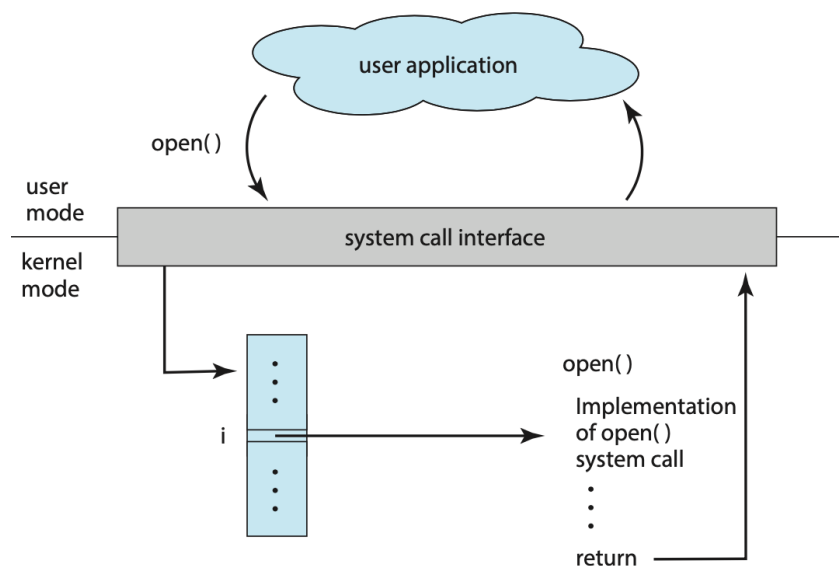 user application
open( )
user
mode
system call interface
kernel
mode
open( )
i
Implementation
of open( )
system call
return